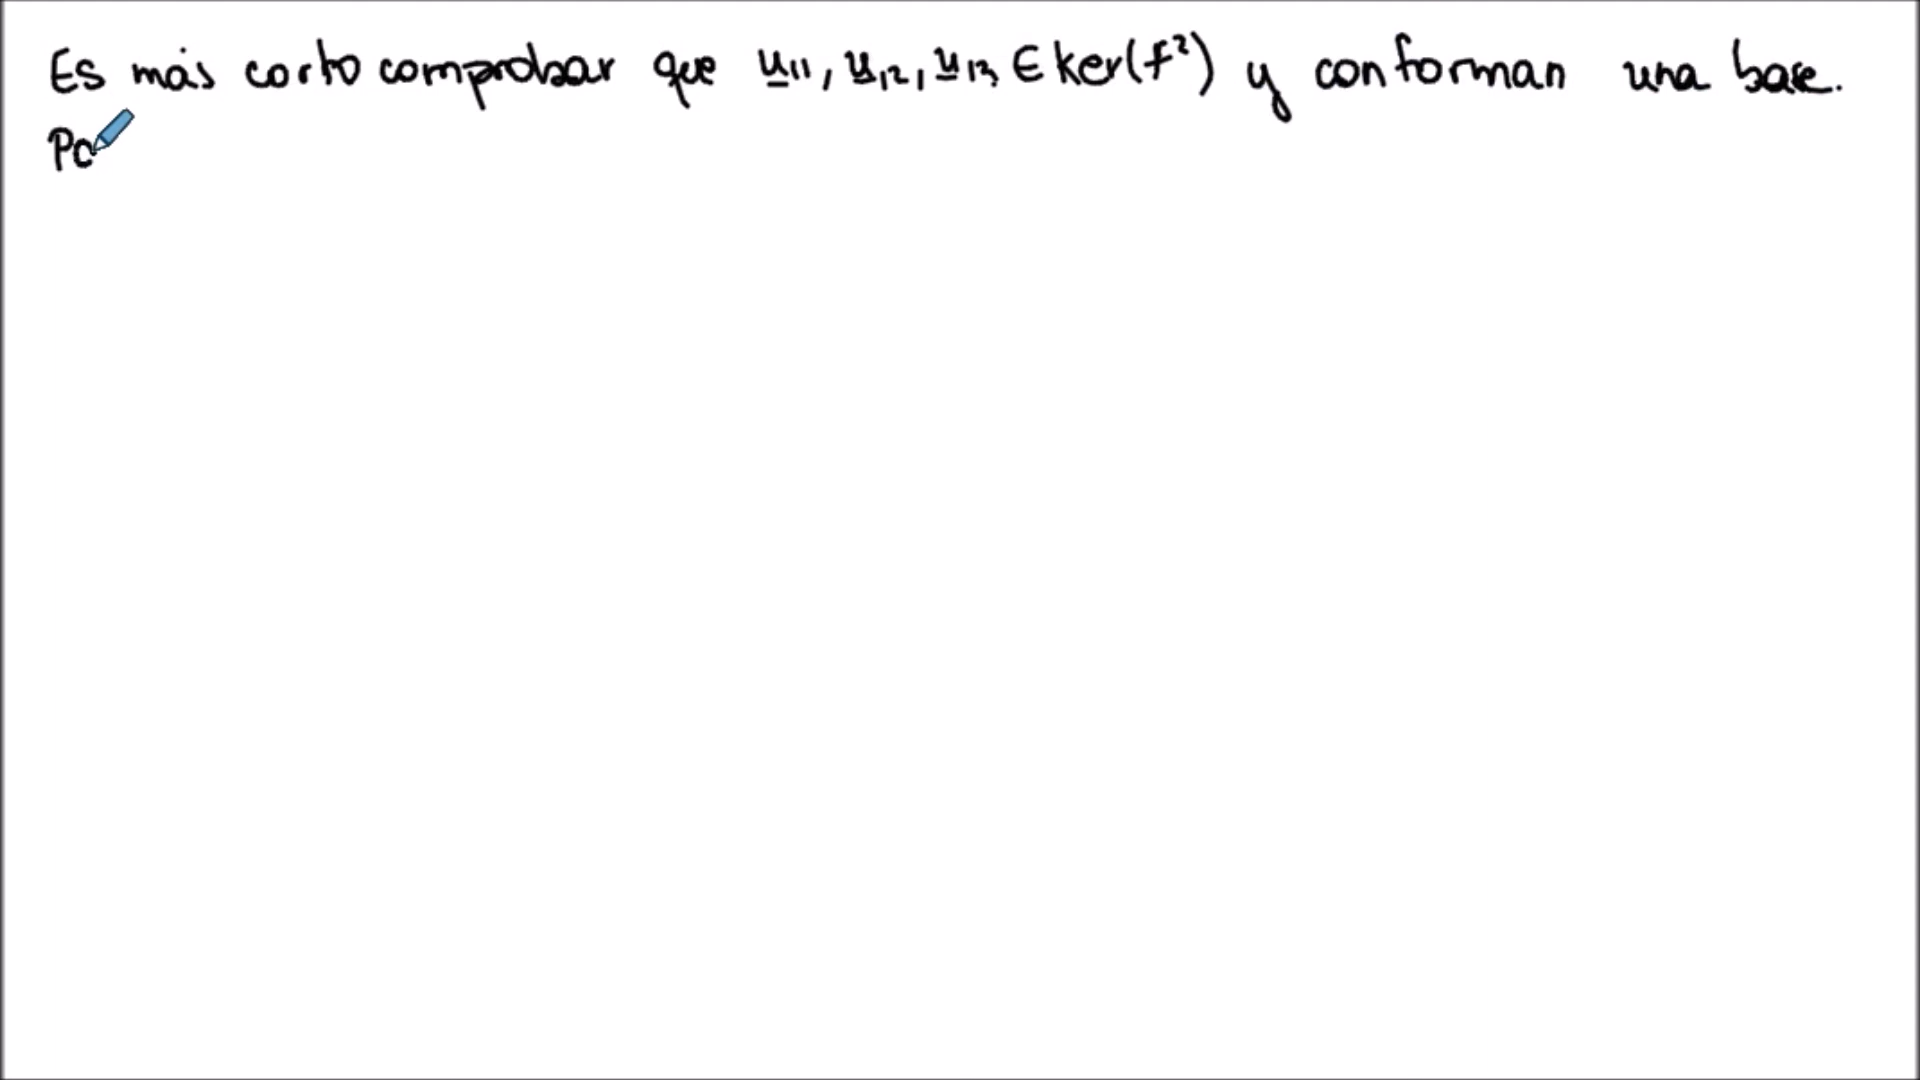 Es más corto comprobar que u₁₁, u₁₂, u₁₃ ∈ ker(f²) y conforman una base.
Po